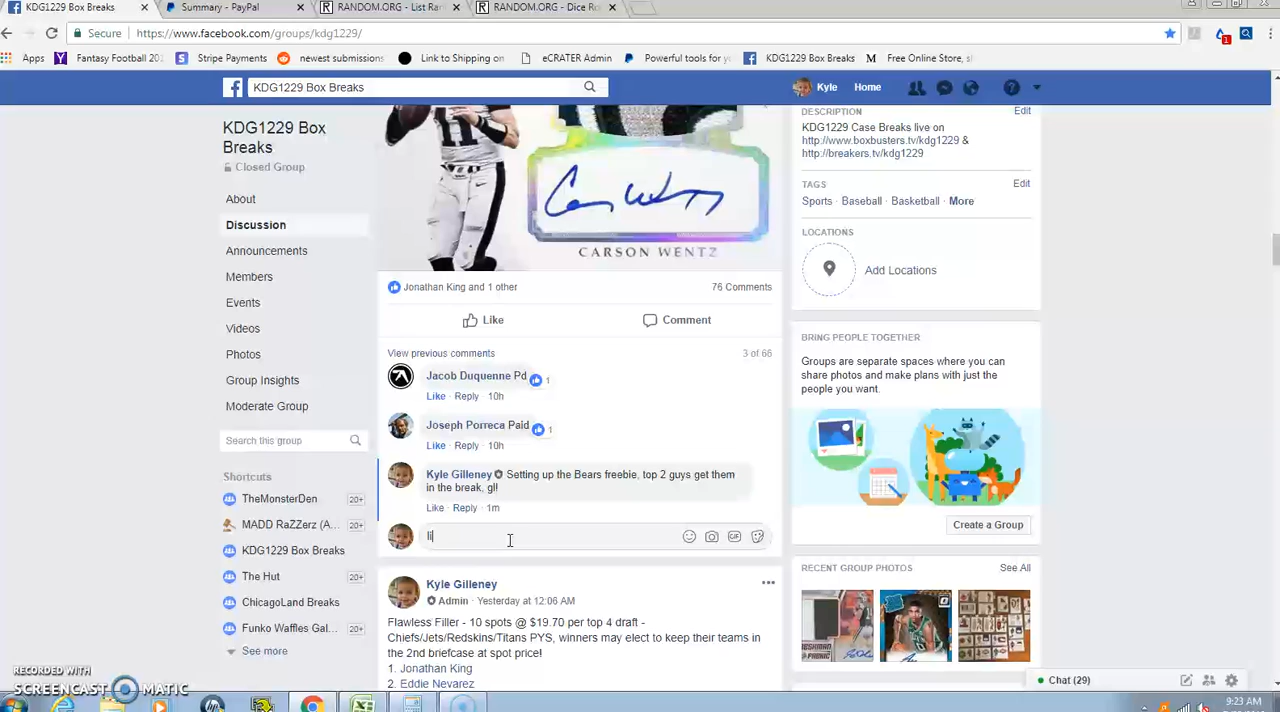 KDG1229 Box Breaks
Summary - PayPal
RANDOM.ORG - List Ran
RANDOM.ORG - Dice Ro
Secure
https://www.facebook.com/groups/kdg1229/
1
Apps
Fantasy Football 20
Stripe Payments
newest submissions
Link to Shipping on
eCRATER Admin
Powerful tools for
KDG1229 Box Breaks
Free Online Store, s
KDG1229 Box Breaks
Kyle
Home
KDG1229 Box
Breaks
Closed Group
About
Discussion
Announcements
Members
Events
Videos
Photos
Group Insights
Moderate Group
Search this group
Shortcuts
TheMonsterDen 20+
MADD RaZZerz (A... 20+
KDG1229 Box Breaks
The Hut 20+
ChicagoLand Breaks
Funko Waffles Gal... 20+
See more
11
CARSON WENTZ
Jonathan King and 1 other
76 Comments
Like
Comment
View previous comments
3 of 66
Jacob Duquenne Pd
1
Like · Reply · 10h
Joseph Porreca Paid
1
Like · Reply · 10h
Kyle Gilleney Setting up the Bears freebie, top 2 guys get them
in the break, gl!
Like · Reply · 1m
li
GIF
Kyle Gilleney
Admin · Yesterday at 12:06 AM
Flawless Filler - 10 spots @ $19.70 per top 4 draft -
Chiefs/Jets/Redskins/Titans PYS, winners may elect to keep their teams in
the 2nd briefcase at spot price!
1. Jonathan King
2. Eddie Nevarez
DESCRIPTION
Edit
KDG1229 Case Breaks live on
http://www.boxbusters.tv/kdg1229 &
http://breakers.tv/kdg1229
TAGS
Edit
Sports · Baseball · Basketball · More
LOCATIONS
Add Locations
BRING PEOPLE TOGETHER
Groups are separate spaces where you can
share photos and make plans with just the
people you want.
Create a Group
RECENT GROUP PHOTOS
See All
Chat (29)
RECORDED WITH
SCREENCAST MATIC
9:23 AM